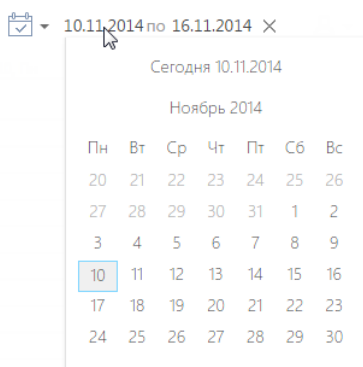 10.11.2014 по 16.11.2014
Сегодня 10.11.2014
Ноябрь 2014
Пн Вт Ср Чт Пт Сб Вс
20 21 22 23 24 25 26
27 28 29 30 31 1 2
3 4 5 6 7 8 9
10 11 12 13 14 15 16
17 18 19 20 21 22 23
24 25 26 27 28 29 30